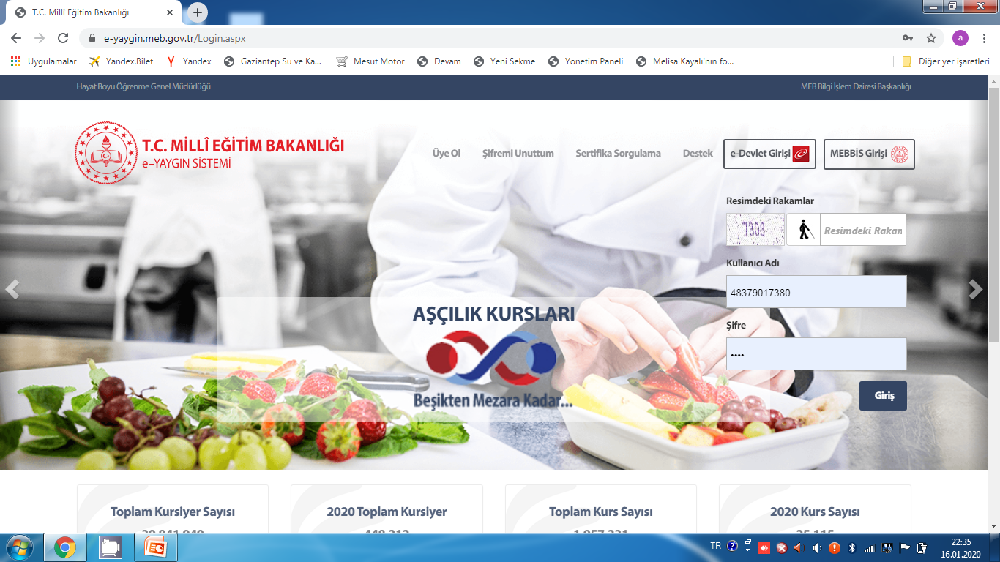 T.C. Millî Eğitim Bakanlığı
e-yaygin.meb.gov.tr/Login.aspx
a
Uygulamalar
Yandex.Bilet
Yandex
Gaziantep Su ve Ka...
Mesut Motor
Devam
Yeni Sekme
Yönetim Paneli
Melisa Kayalı'nın fo...
Diğer yer işaretleri
Hayat Boyu Öğrenme Genel Müdürlüğü
MEB Bilgi İşlem Dairesi Başkanlığı
T.C. MİLLÎ EĞİTİM BAKANLIĞI
e–YAYGIN SİSTEMİ
Üye Ol
Şifremi Unuttum
Sertifika Sorgulama
Destek
e-Devlet Girişi
MEBBİS Girişi
Resimdeki Rakamlar
7303
Resimdeki Rakam
Kullanıcı Adı
48379017380
Şifre
Giriş
AŞÇILIK KURSLARI
Beşikten Mezara Kadar...
Toplam Kursiyer Sayısı
2020 Toplam Kursiyer
Toplam Kurs Sayısı
2020 Kurs Sayısı
TR
22:35
16.01.2020